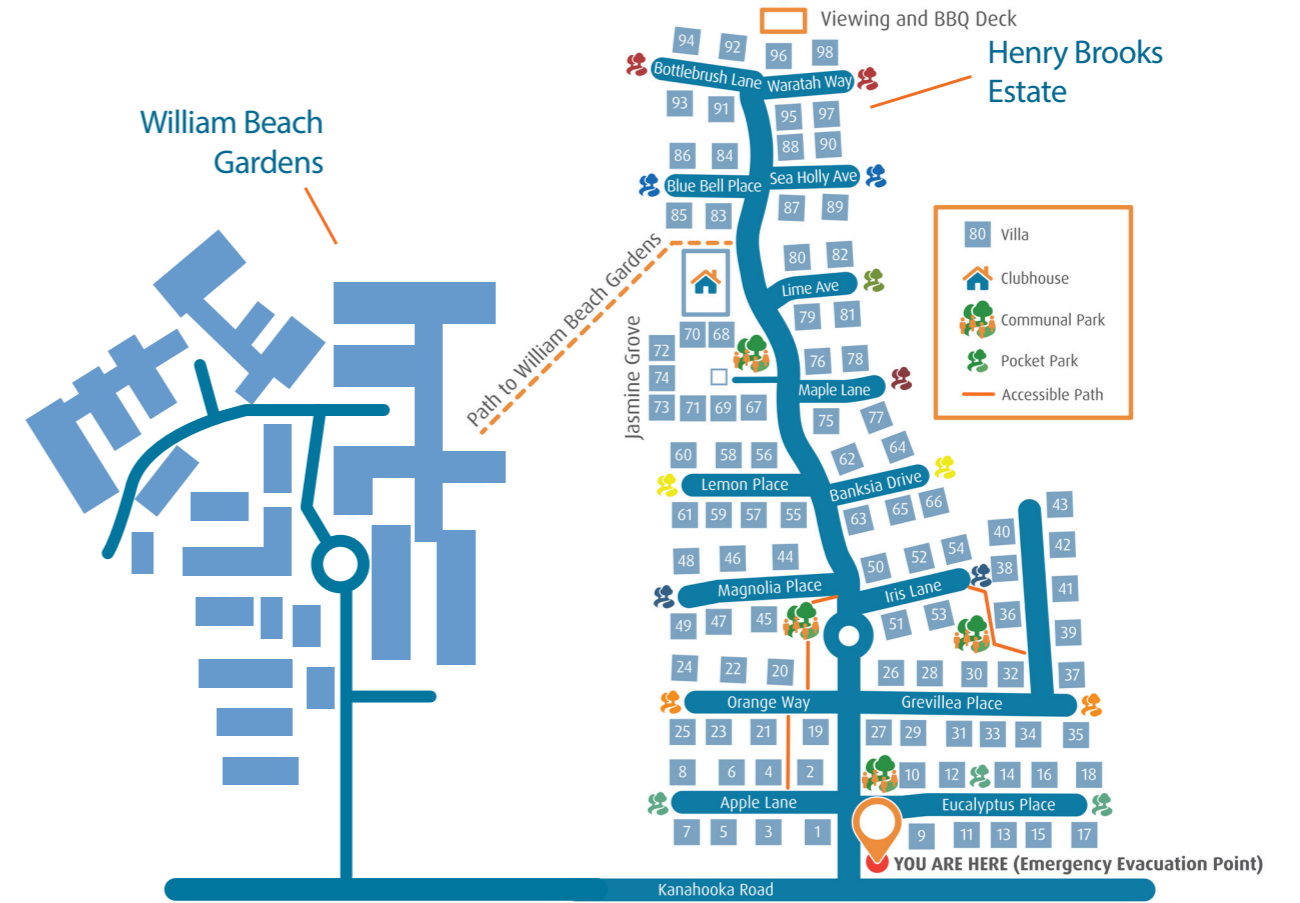 Viewing and BBQ Deck
Henry Brooks
Estate
William Beach
Gardens
94 92 96 98
Bottlebrush Lane Waratah Way
93 91 95 97
86 84 88 90
Blue Bell Place Sea Holly Ave
85 83 87 89
80 Villa
Clubhouse
Communal Park
Pocket Park
Accessible Path
Path to William Beach Gardens
80 82
Lime Ave
79 81
Jasmine Grove
70 68
72
74
73 71 69 67
76 78
Maple Lane
75 77
60 58 56 62 64
Lemon Place Banksia Drive
61 59 57 55 63 65 66
48 46 44 50 52 54
Magnolia Place Iris Lane
49 47 45 51 53
40 43
38 42
36 41
39
24 22 20 26 28 30 32 37
Orange Way Grevillea Place
25 23 21 19 27 29 31 33 34 35
8 6 4 2 10 12 14 16 18
Apple Lane Eucalyptus Place
7 5 3 1 9 11 13 15 17
YOU ARE HERE (Emergency Evacuation Point)
Kanahooka Road